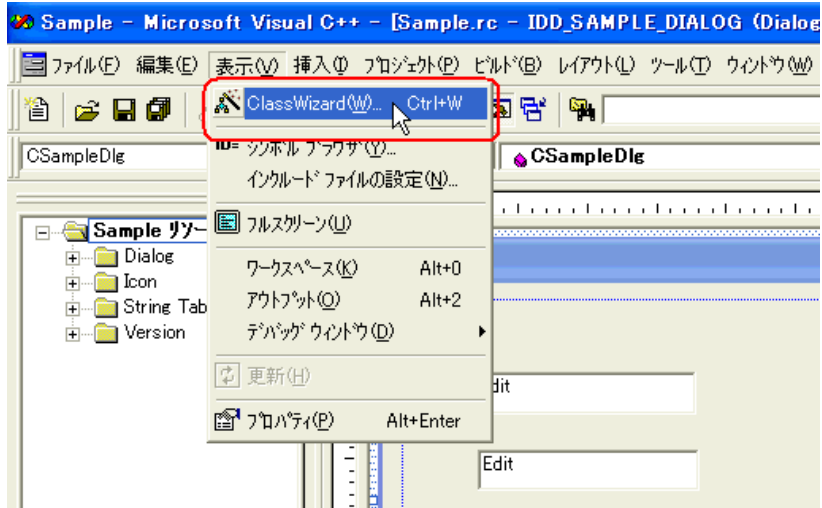 Sample - Microsoft Visual C++ - [Sample.rc - IDD_SAMPLE_DIALOG (Dialog
ファイル(F) 編集(E) 表示(V) 挿入(I) プロジェクト(P) ビルド(B) レイアウト(L) ツール(T) ウィンドウ(W)
ClassWizard(W)... Ctrl+W
CSampleDlg
ID= シンボル ブラウザ(Y)...
CSampleDlg
インクルード ファイルの設定(N)...
フルスクリーン(U)
ワークスペース(K) Alt+0
アウトプット(O) Alt+2
デバッグ ウィンドウ(D)
更新(H)
プロパティ(P) Alt+Enter
Sample リソー
Dialog
Icon
String Tab
Version
dit
Edit